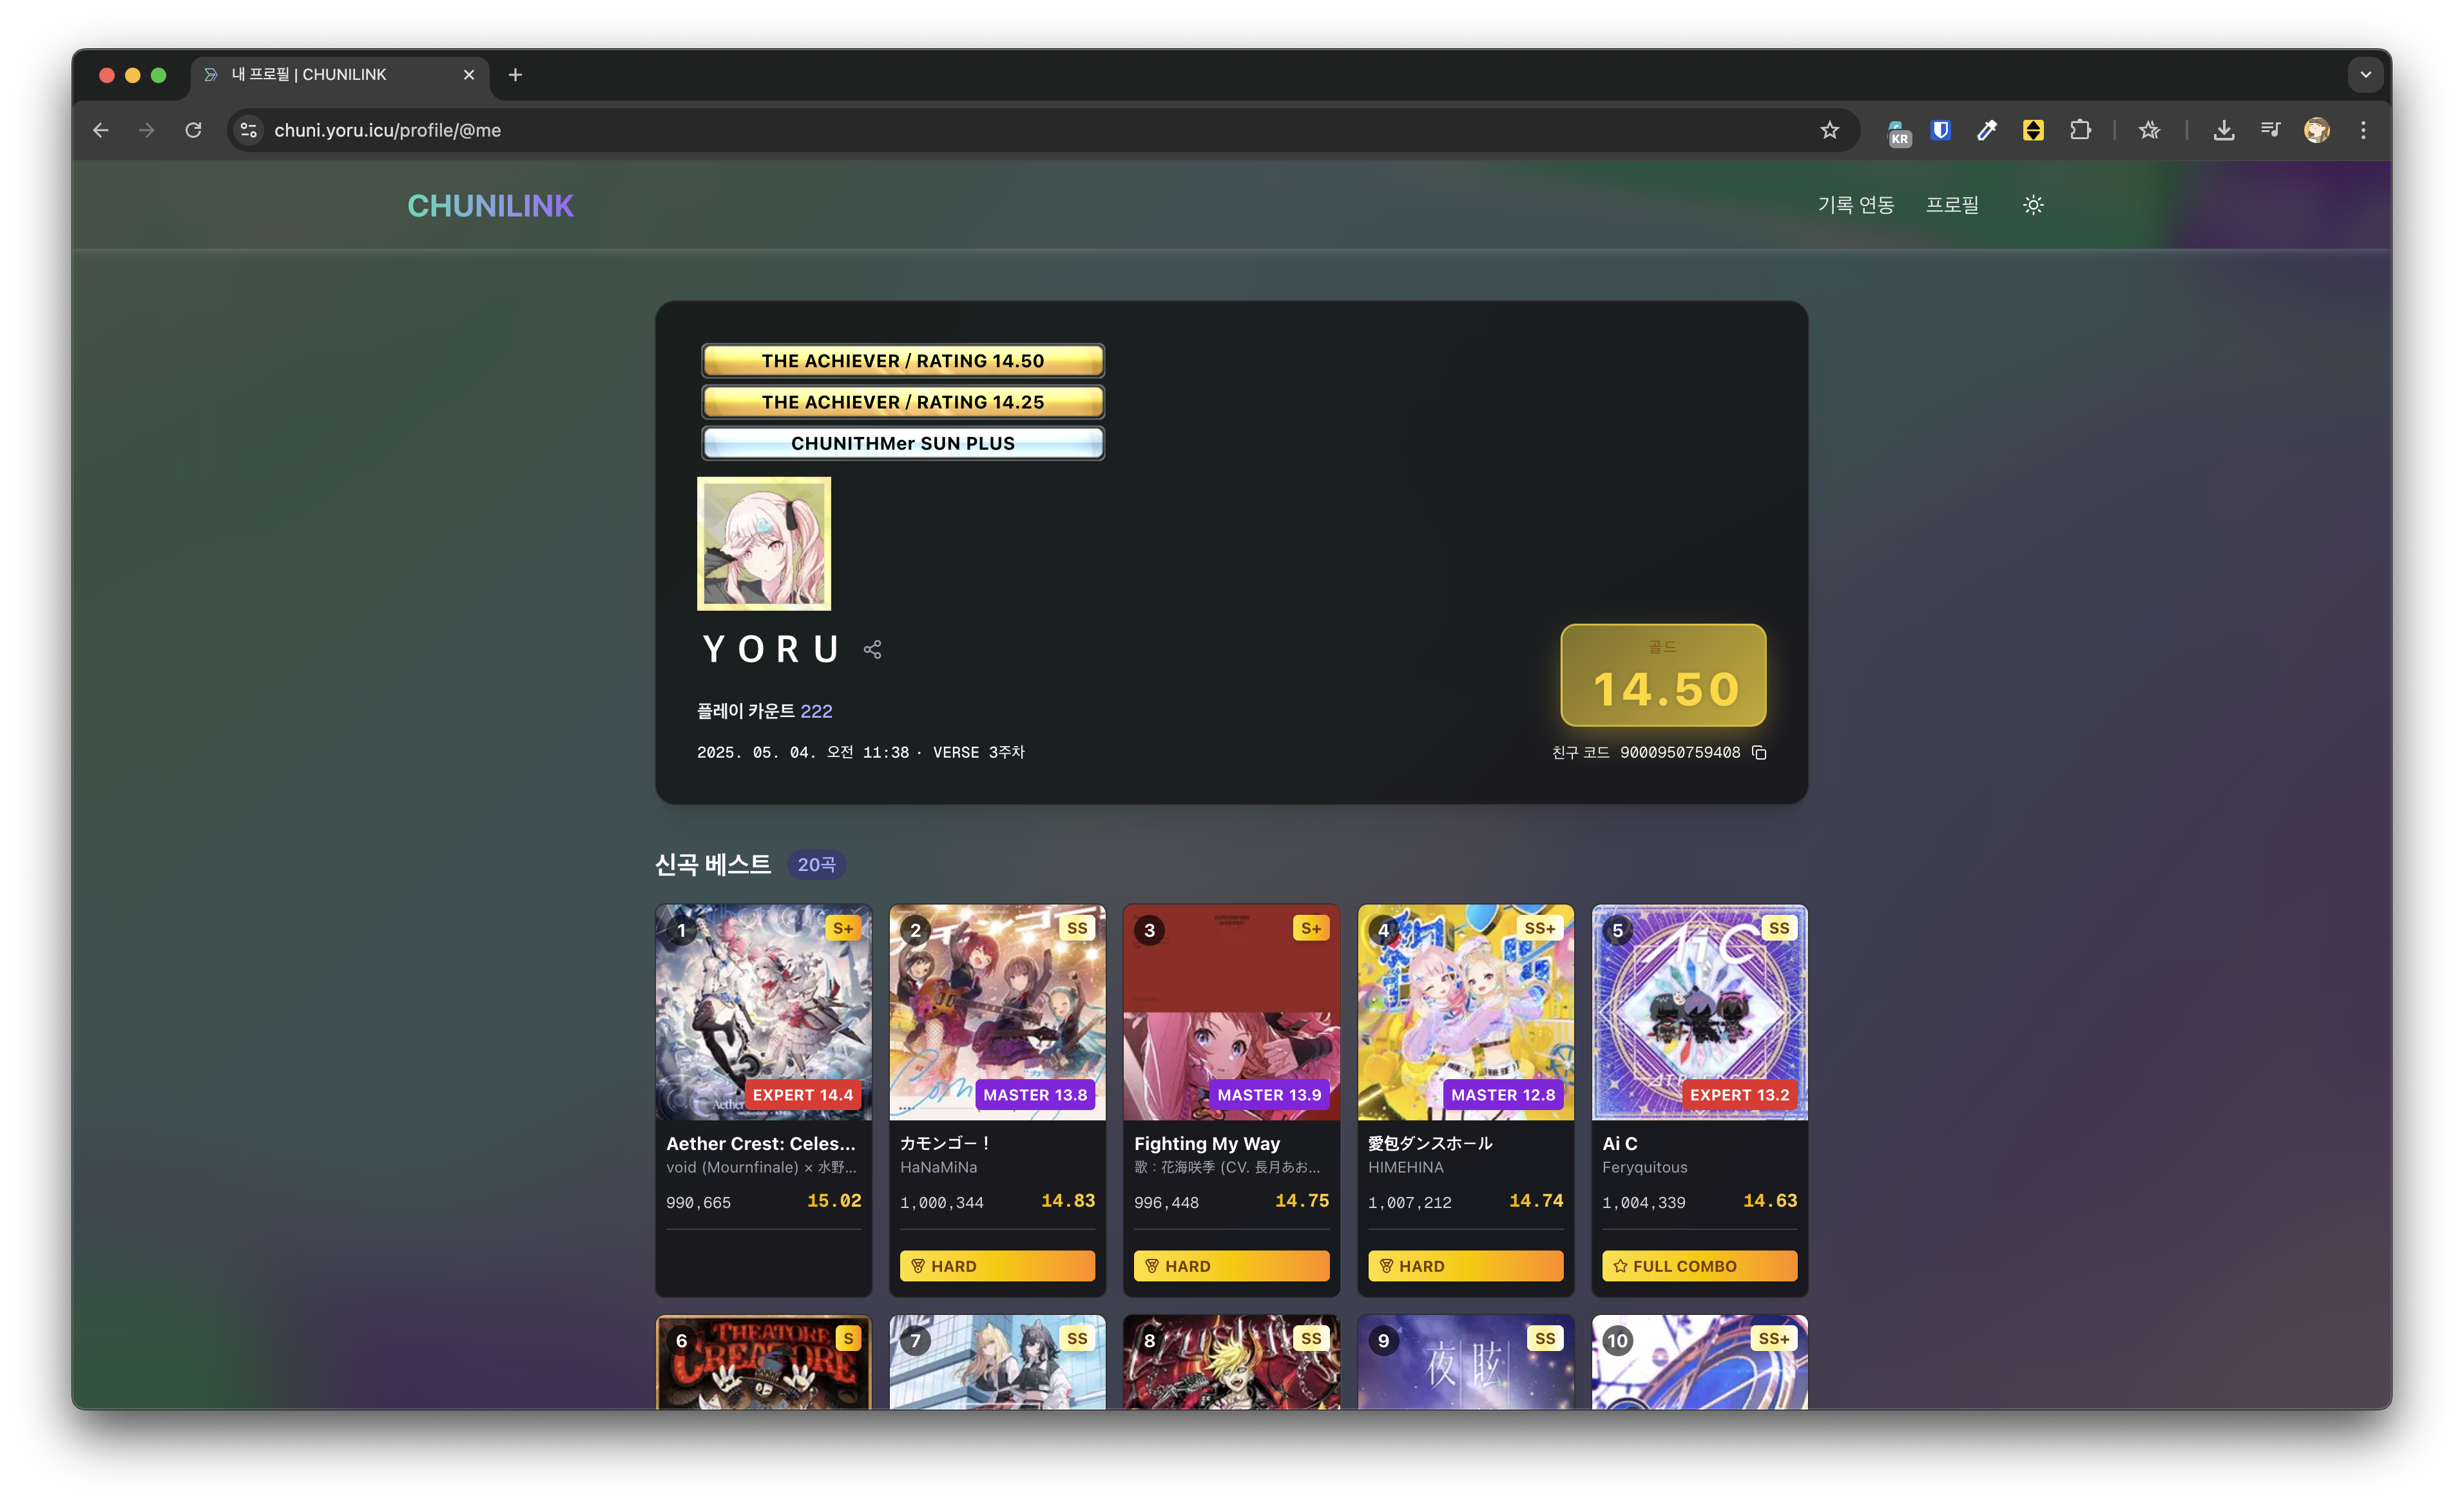 내 프로필 | CHUNILINK
chuni.yoru.icu/profile/@me
KR
CHUNILINK
기록 연동
프로필
THE ACHIEVER / RATING 14.50
THE ACHIEVER / RATING 14.25
CHUNITHMer SUN PLUS
YORU
골드
14.50
플레이 카운트 222
2025. 05. 04. 오전 11:38 · VERSE 3주차
친구 코드 9000950759408
신곡 베스트 20곡
1
S+
EXPERT 14.4
Aether Crest: Celes...
void (Mournfinale) × 水野...
990,665 15.02
2
SS
MASTER 13.8
カモンゴー！
HaNaMiNa
1,000,344 14.83
HARD
3
S+
MASTER 13.9
Fighting My Way
歌：花海咲季 (CV. 長月あお...
996,448 14.75
HARD
4
SS+
MASTER 12.8
愛包ダンスホール
HIMEHINA
1,007,212 14.74
HARD
5
SS
Ai C
EXPERT 13.2
Ai C
Feryquitous
1,004,339 14.63
FULL COMBO
6
S
THEATORE
CREATORE
7
SS
8
SS
9
SS
夜眩
10
SS+